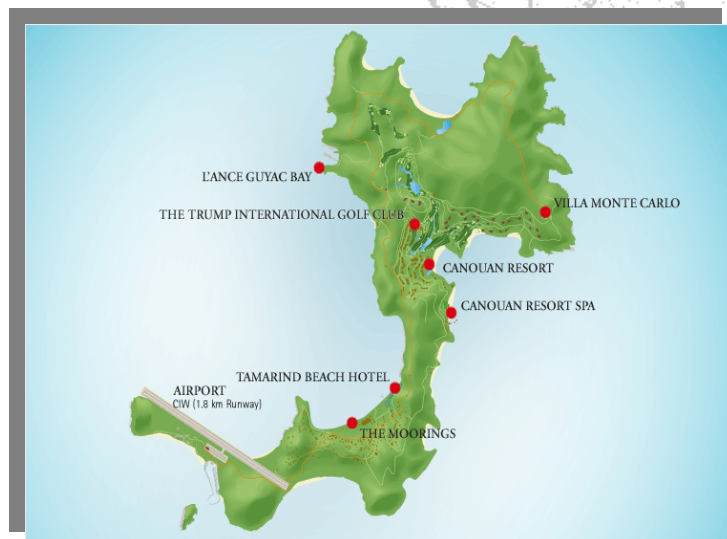 L'ANCE GUYAC BAY
VILLA MONTE CARLO
THE TRUMP INTERNATIONAL GOLF CLUB
CANOUAN RESORT
CANOUAN RESORT SPA
TAMARIND BEACH HOTEL
AIRPORT
CIW (1.8 km Runway)
THE MOORINGS